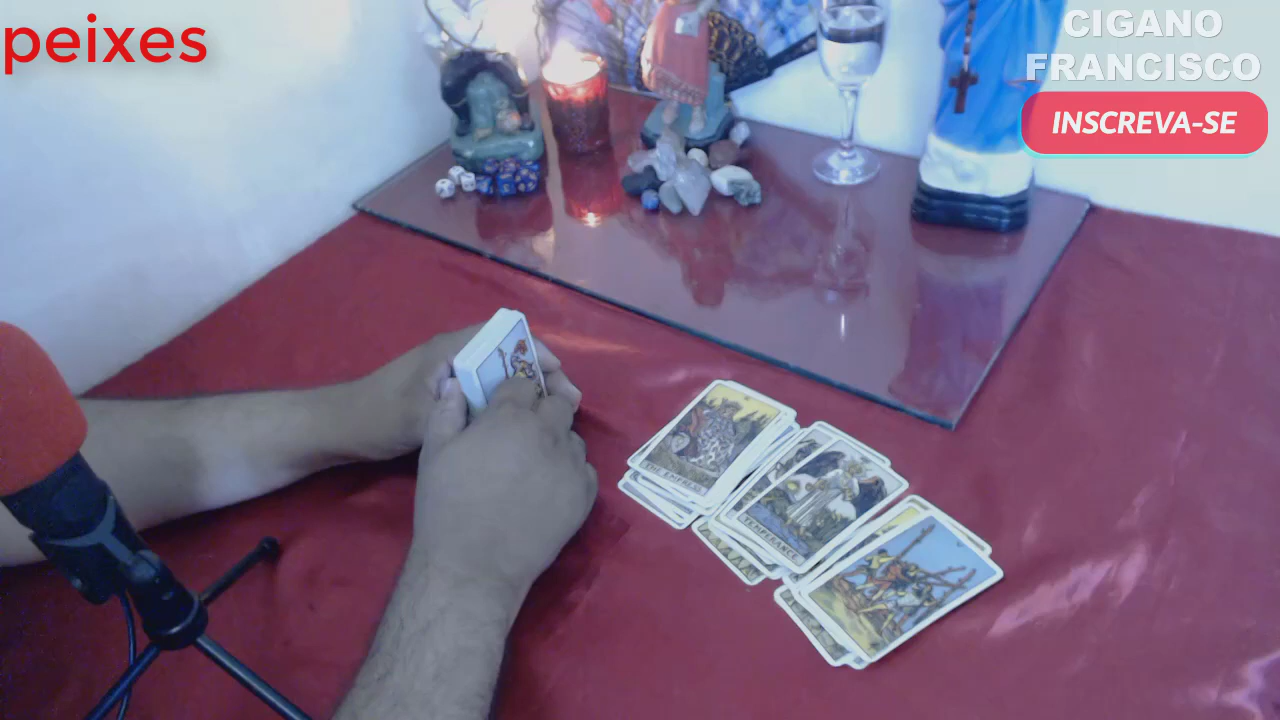 peixes
CIGANO
FRANCISCO
INSCREVA-SE
THE EMPRESS
TEMPERANCE